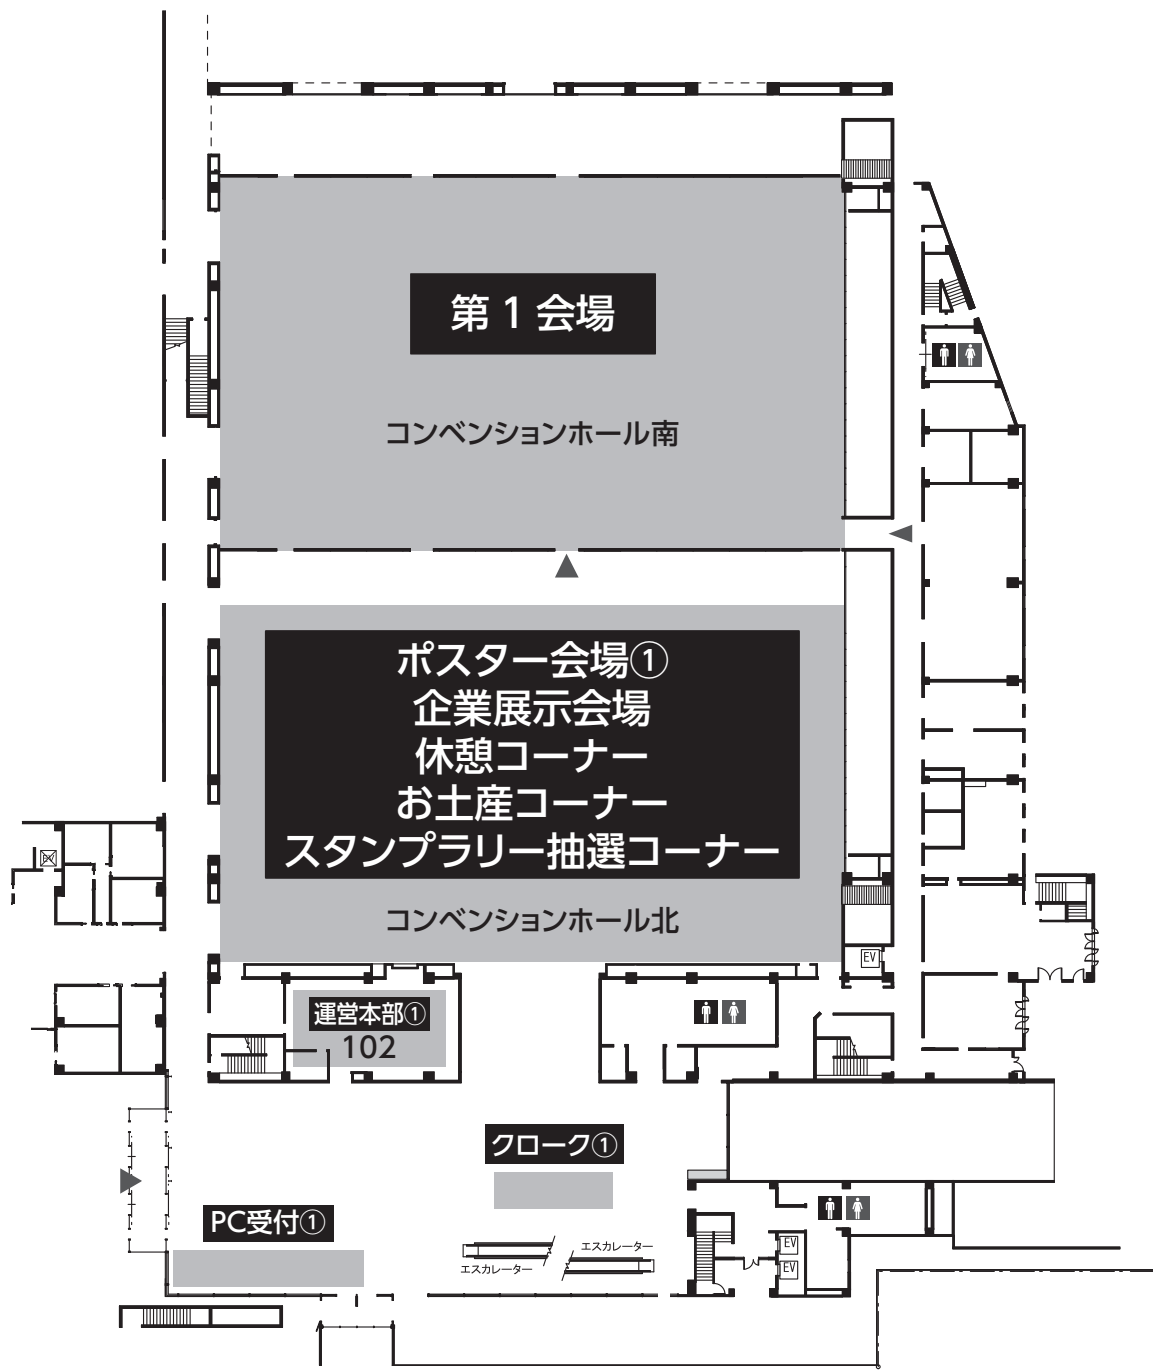 第1会場
コンベンションホール南
ポスター会場①
企業展示会場
休憩コーナー
お土産コーナー
スタンプラリー抽選コーナー
コンベンションホール北
EV
EV
運営本部①
102
クローク①
PC受付①
エスカレーター
エスカレーター
EV
EV